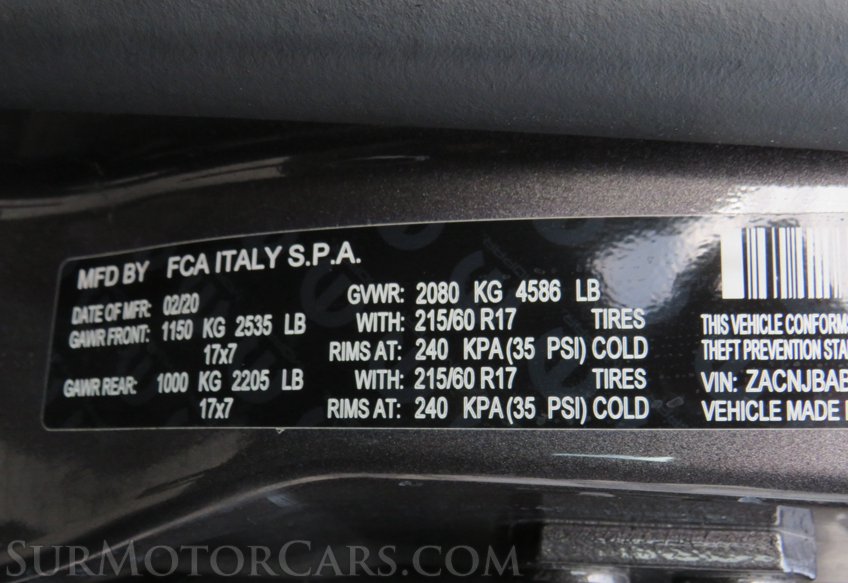 MFD BY FCA ITALY S.P.A.
DATE OF MFR: 02/20 GVWR: 2080 KG 4586 LB
GAWR FRONT: 1150 KG 2535 LB WITH: 215/60 R17 TIRES
17x7 RIMS AT: 240 KPA(35 PSI) COLD
GAWR REAR: 1000 KG 2205 LB WITH: 215/60 R17 TIRES
17x7 RIMS AT: 240 KPA(35 PSI) COLD
THIS VEHICLE CONFORM
THEFT PREVENTION STA
VIN: ZACNJBAB
VEHICLE MADE
SurMotorCars.com